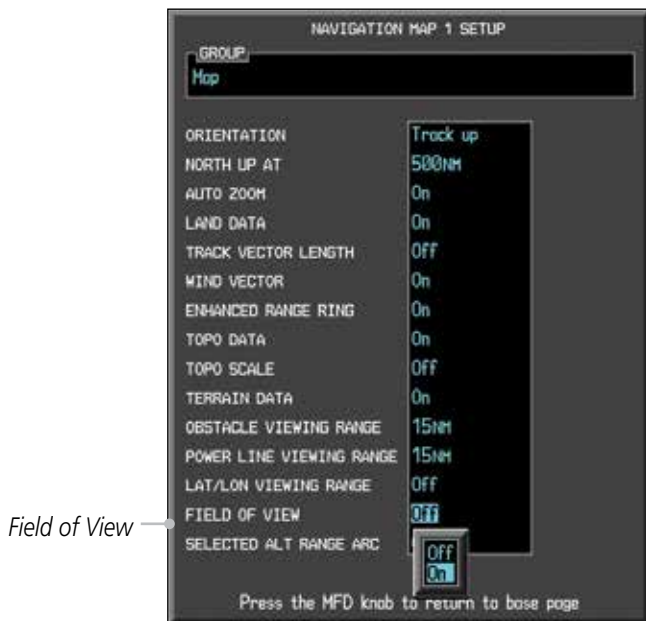 NAVIGATION MAP 1 SETUP
GROUP
Map
ORIENTATION Track up
NORTH UP AT 500NM
AUTO ZOOM On
LAND DATA On
TRACK VECTOR LENGTH Off
WIND VECTOR On
ENHANCED RANGE RING On
TOPO DATA On
TOPO SCALE Off
TERRAIN DATA On
OBSTACLE VIEWING RANGE 15NM
POWER LINE VIEWING RANGE 15NM
LAT/LON VIEWING RANGE Off
Field of View FIELD OF VIEW Off
SELECTED ALT RANGE ARC
Off
On
Press the MFD knob to return to base page